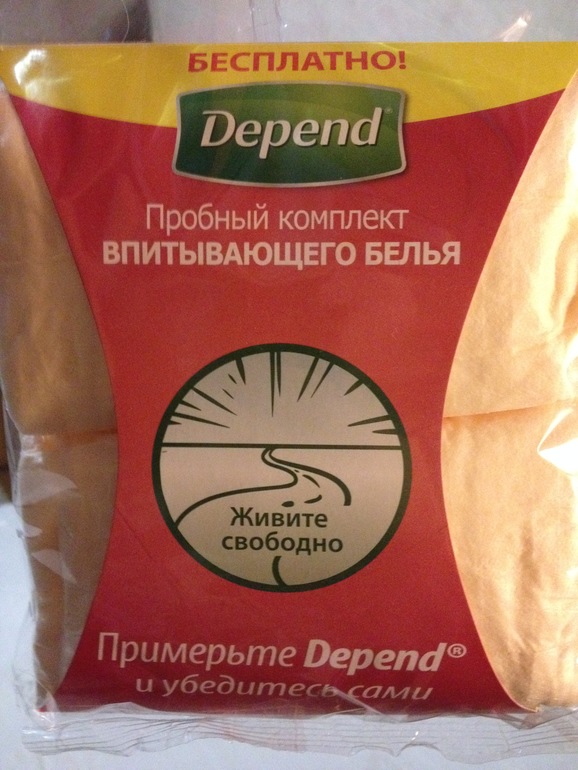 БЕСПЛАТНО!
Depend
Пробный комплект
ВПИТЫВАЮЩЕГО БЕЛЬЯ
Живите
свободно
Примерьте Depend®
и убедитесь сами